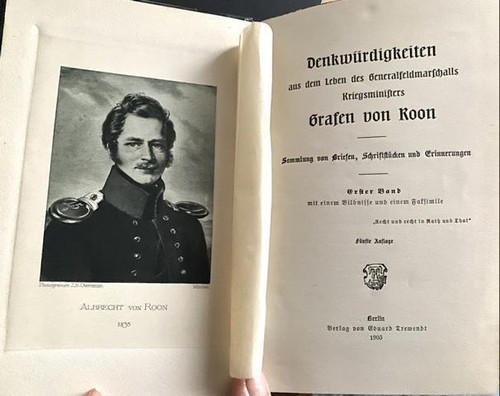 ALBRECHT VON ROON
Denkwürdigkeiten
aus dem Leben des Generalfeldmarschalls
Kriegsministers
Grafen von Roon
Sammlung von Briefen, Schriftstücken und Erinnerungen
Erster Band
mit einem Bildnisse und einem Faksimile
„Recht und recht in Rath und That“
Fünfte Auflage
Berlin
Verlag von Eduard Trewendt
1905